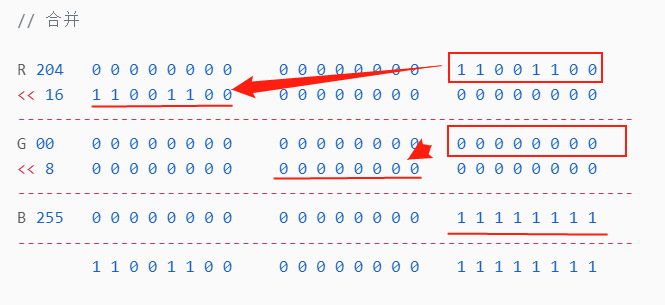 // 合并
R 204 0 0 0 0 0 0 0 0 0 0 0 0 0 0 0 0 1 1 0 0 1 1 0 0
<< 16 1 1 0 0 1 1 0 0 0 0 0 0 0 0 0 0 0 0 0 0 0 0 0 0
------------------------------------------------------------
G 00 0 0 0 0 0 0 0 0 0 0 0 0 0 0 0 0 0 0 0 0 0 0 0 0
<< 8 0 0 0 0 0 0 0 0 0 0 0 0 0 0 0 0 0 0 0 0 0 0 0 0
------------------------------------------------------------
B 255 0 0 0 0 0 0 0 0 0 0 0 0 0 0 0 0 1 1 1 1 1 1 1 1
------------------------------------------------------------
1 1 0 0 1 1 0 0 0 0 0 0 0 0 0 0 1 1 1 1 1 1 1 1